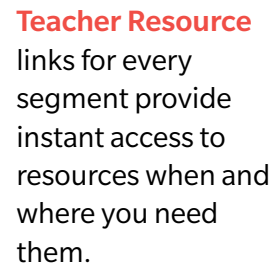 Teacher Resource
links for every
segment provide
instant access to
resources when and
where you need
them.